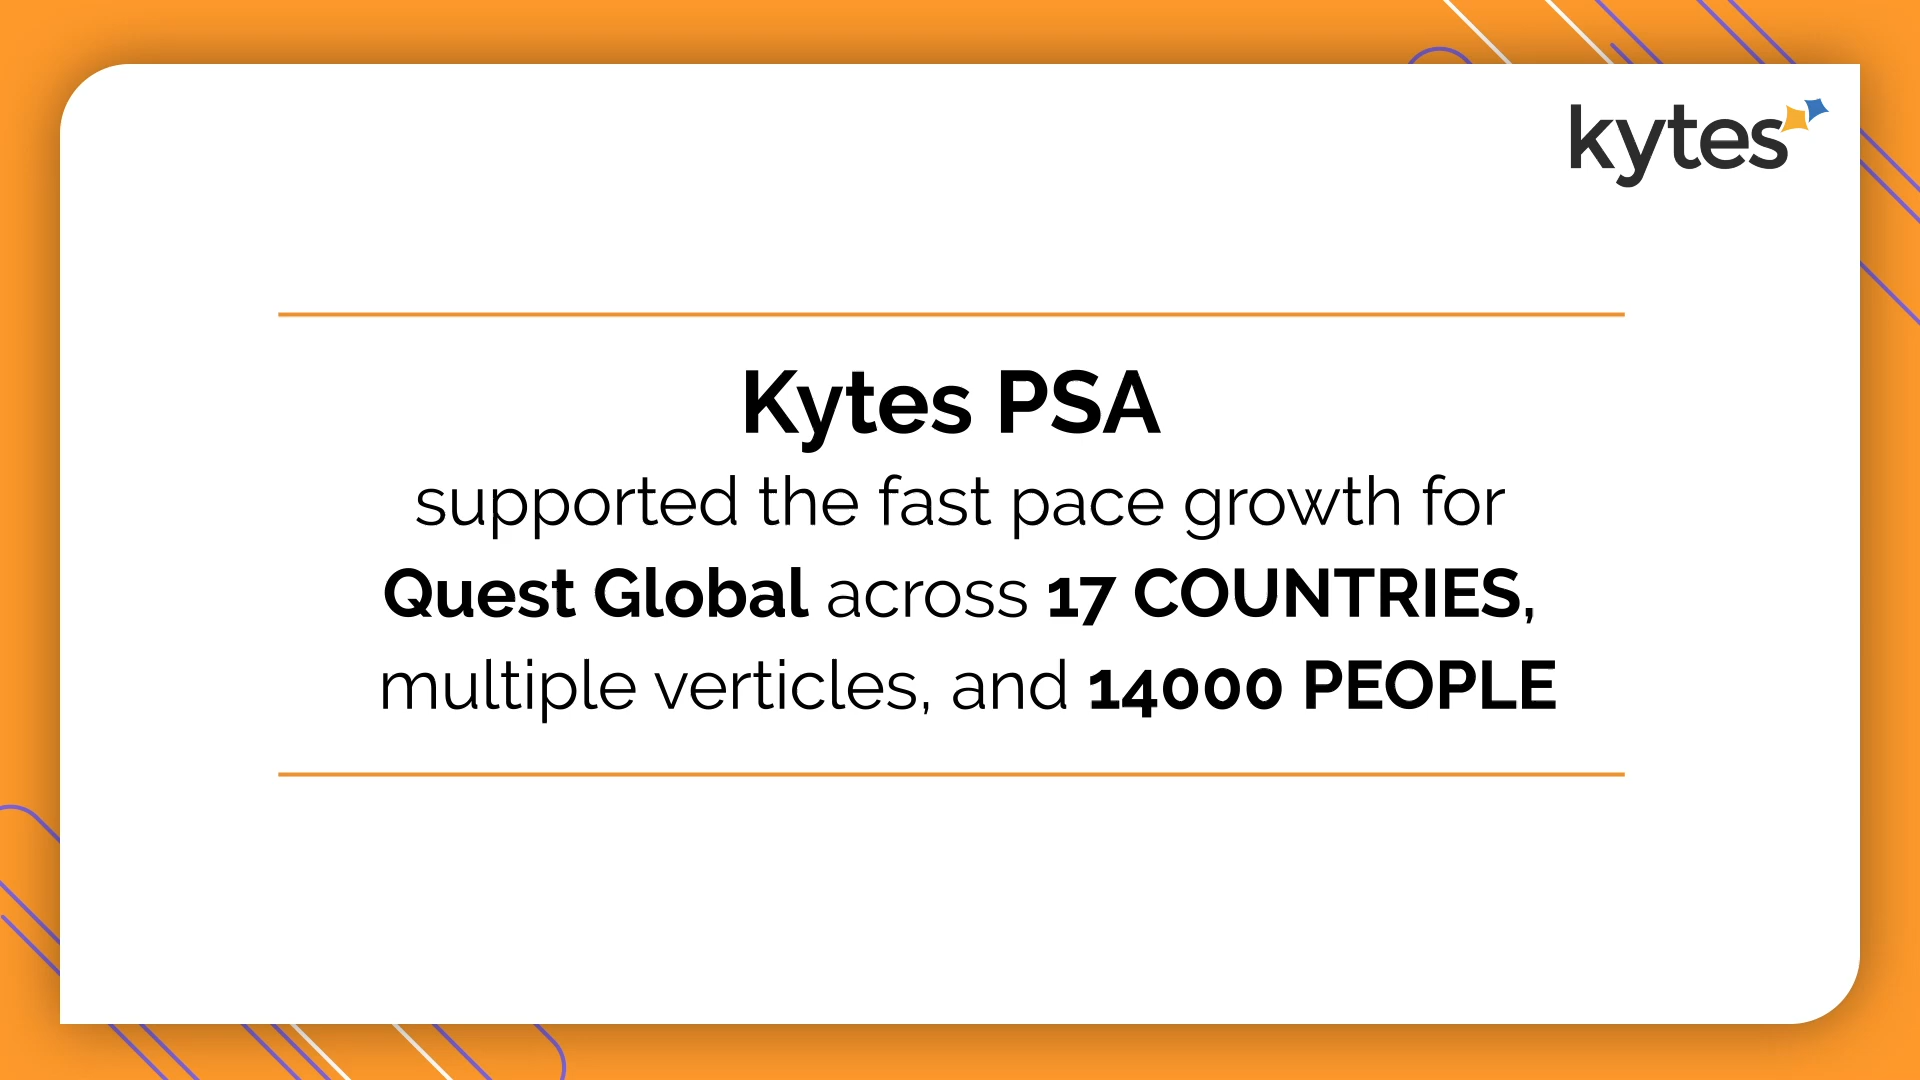 kytes
Kytes PSA
supported the fast pace growth for
Quest Global across 17 COUNTRIES,
multiple verticles, and 14000 PEOPLE